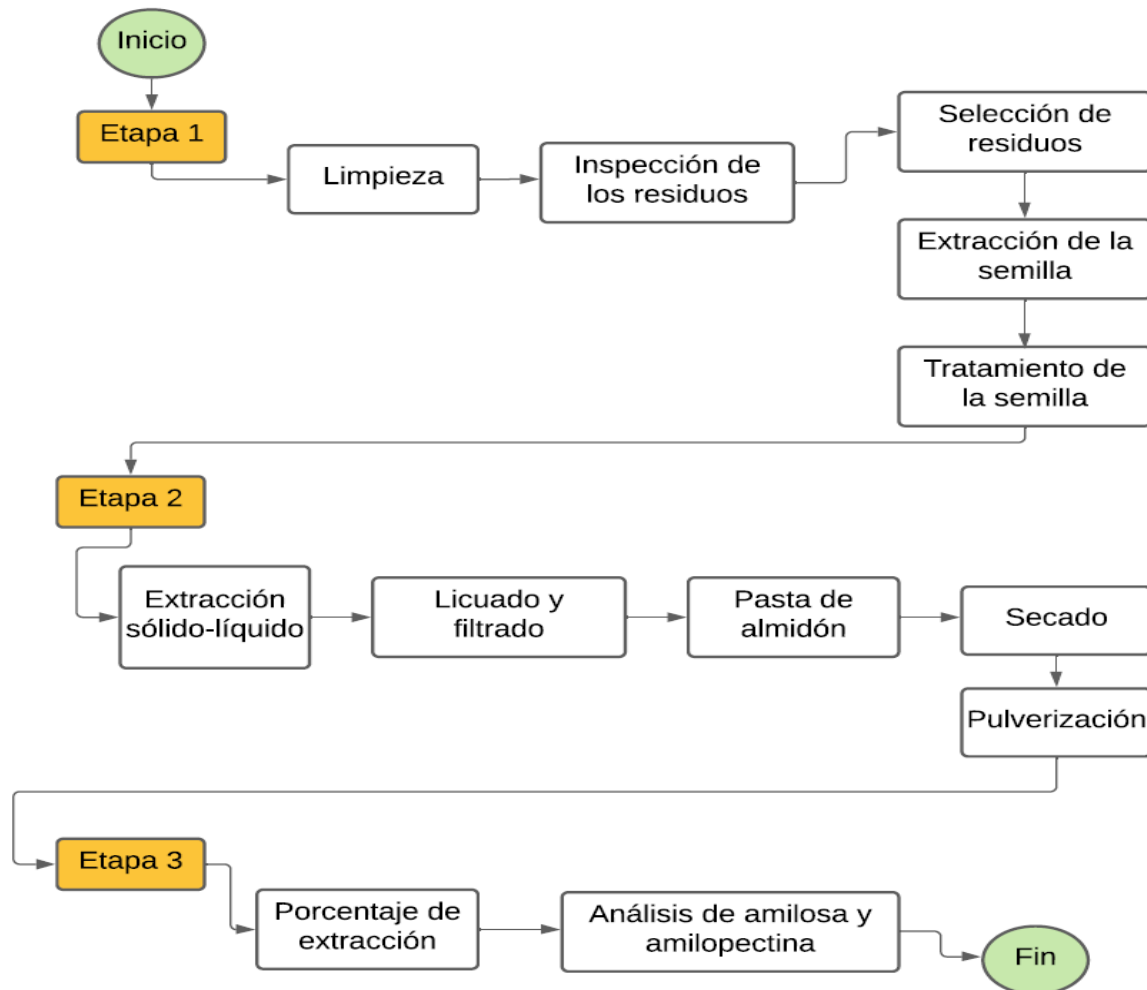 Inicio
Etapa 1
Limpieza
Inspección de
los residuos
Selección de
residuos
Extracción de la
semilla
Tratamiento de
la semilla
Etapa 2
Extracción
sólido-líquido
Licuado y
filtrado
Pasta de
almidón
Secado
Pulverización
Etapa 3
Porcentaje de
extracción
Análisis de amilosa y
amilopectina
Fin